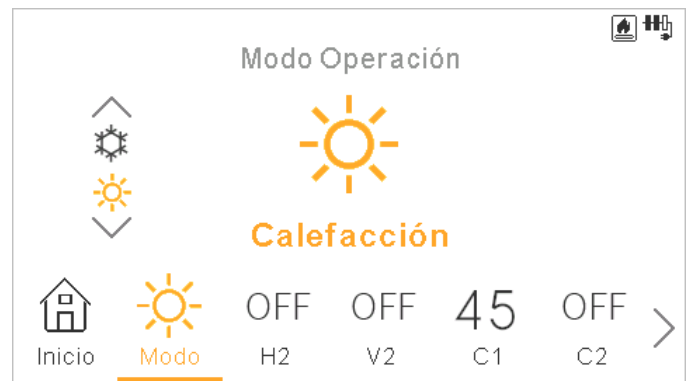 Modo Operación
Calefacción
OFF OFF 45 OFF
Inicio Modo H2 V2 C1 C2